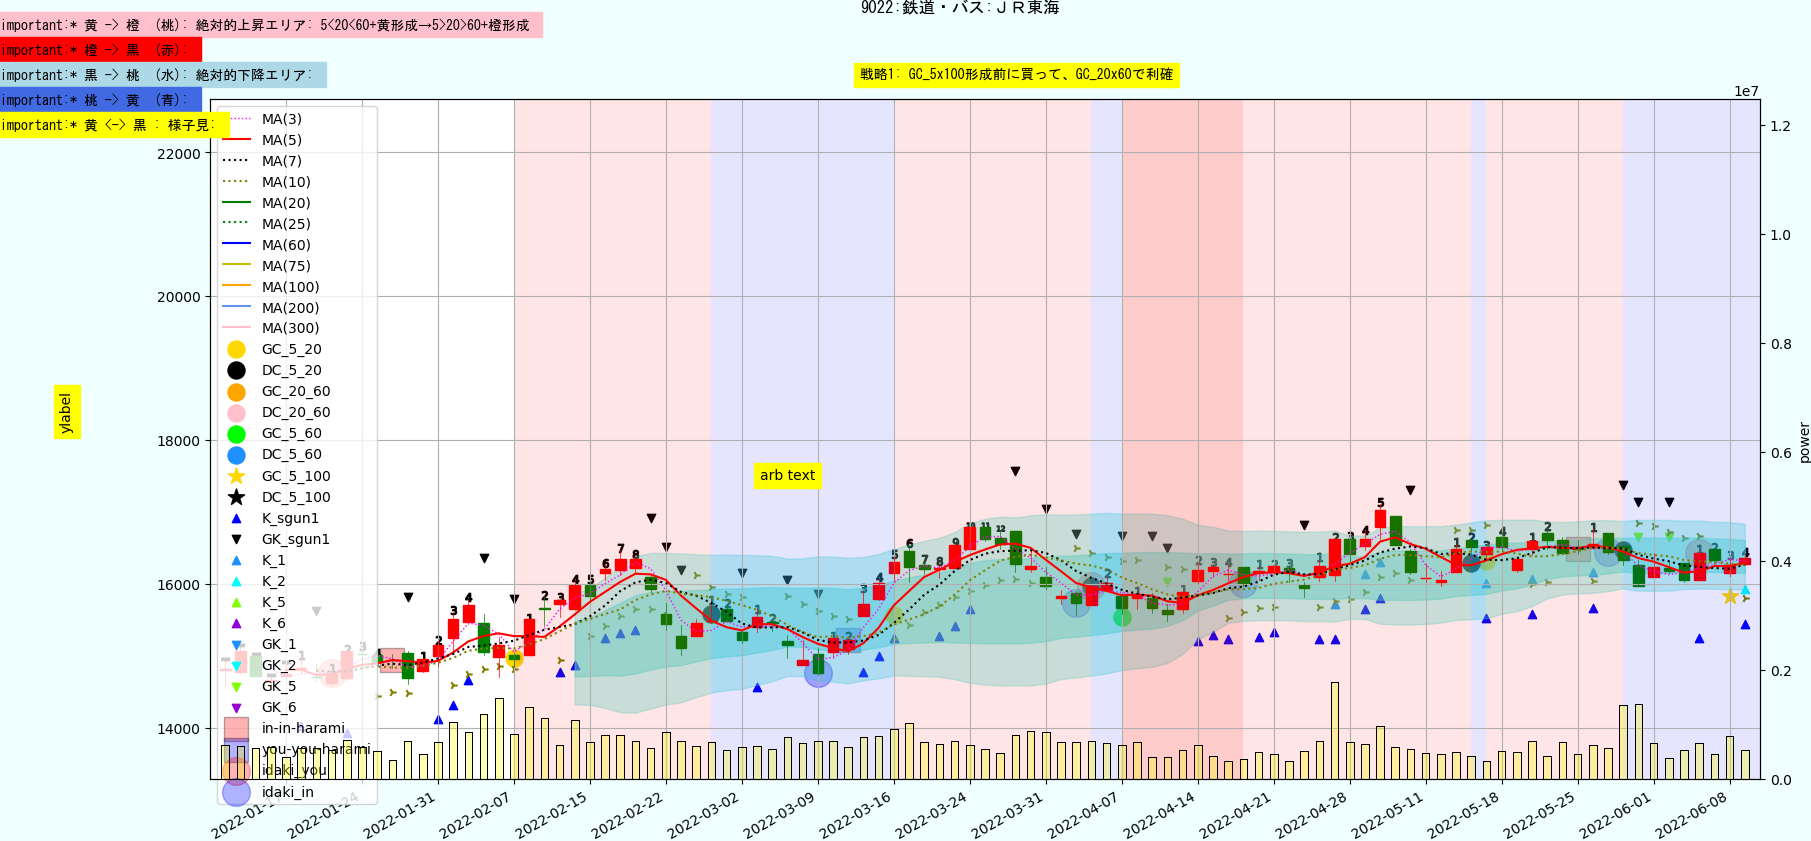 9022:鉄道・バス:ＪＲ東海
important:* 黄 -> 橙 (桃): 絶対的上昇エリア: 5<20<60+黄形成→5>20>60+橙形成
important:* 橙 -> 黒 (赤):
important:* 黒 -> 桃 (水): 絶対的下降エリア:
important:* 桃 -> 黄 (青):
important:* 黄 <-> 黒 : 様子見:
戦略1: GC_5x100形成前に買って、GC_20x60で利確
1e7
MA(3)
MA(5)
MA(7)
MA(10)
MA(20)
MA(25)
MA(60)
MA(75)
MA(100)
MA(200)
MA(300)
GC_5_20
DC_5_20
GC_20_60
DC_20_60
GC_5_60
DC_5_60
GC_5_100
DC_5_100
K_sgun1
GK_sgun1
K_1
K_2
K_5
K_6
GK_1
GK_2
GK_5
GK_6
in-in-harami
you-you-harami
idaki_you
idaki_in
22000
20000
18000
16000
14000
ylabel
arb text
1.2
1.0
0.8
0.6
0.4
0.2
0.0
power
2022-01-24
2022-01-31
2022-02-07
2022-02-15
2022-02-22
2022-03-02
2022-03-09
2022-03-16
2022-03-24
2022-03-31
2022-04-07
2022-04-14
2022-04-21
2022-04-28
2022-05-11
2022-05-18
2022-05-25
2022-06-01
2022-06-08